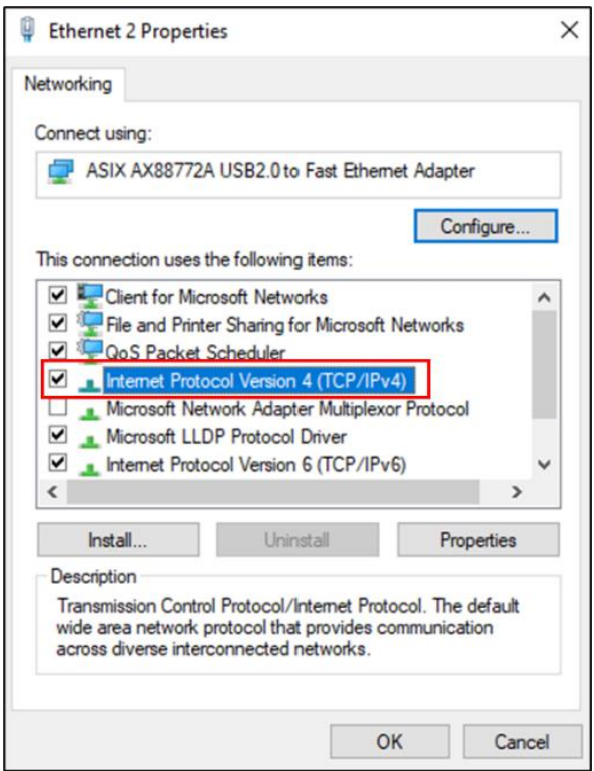 Ethernet 2 Properties
Networking
Connect using:
ASIX AX88772A USB2.0 to Fast Ethernet Adapter
Configure...
This connection uses the following items:
Client for Microsoft Networks
File and Printer Sharing for Microsoft Networks
QoS Packet Scheduler
Internet Protocol Version 4 (TCP/IPv4)
Microsoft Network Adapter Multiplexor Protocol
Microsoft LLDP Protocol Driver
Internet Protocol Version 6 (TCP/IPv6)
Install... Uninstall Properties
Description
Transmission Control Protocol/Internet Protocol. The default
wide area network protocol that provides communication
across diverse interconnected networks.
OK Cancel